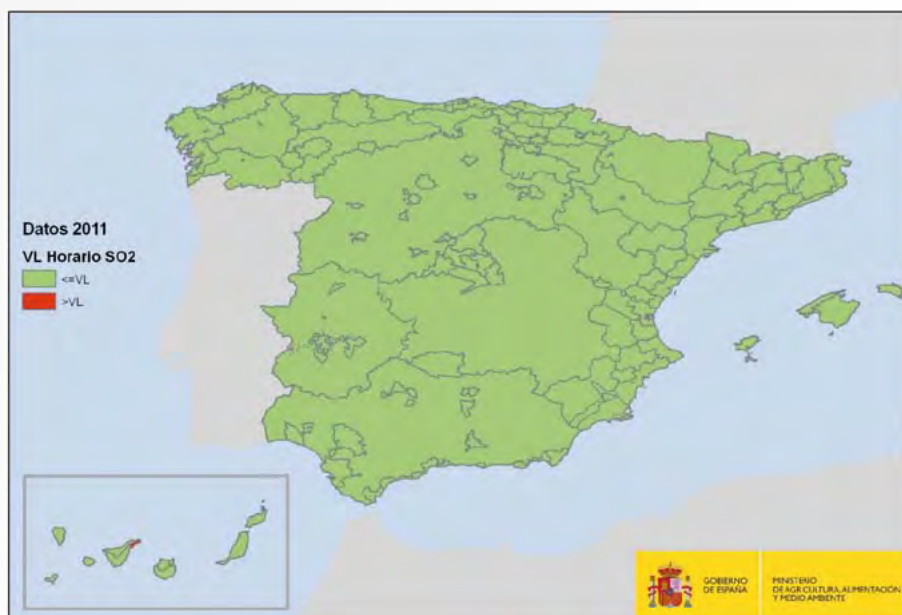 Datos 2011
VL Horario SO2
<=VL
>VL
GOBIERNO
DE ESPAÑA
MINISTERIO
DE AGRICULTURA, ALIMENTACIÓN
Y MEDIO AMBIENTE